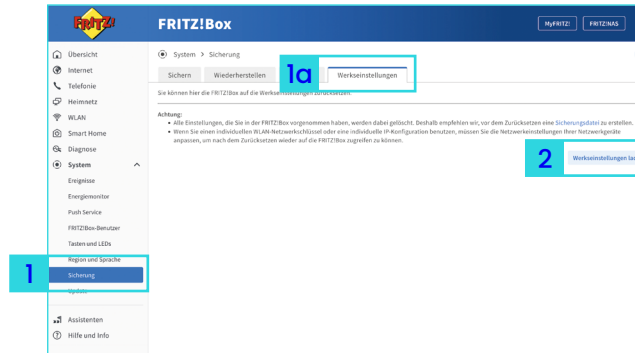 FRITZ!
FRITZ!Box
MyFRITZ!
FRITZ!NAS
Übersicht
Internet
Telefonie
Heimnetz
WLAN
Smart Home
Diagnose
System
Ereignisse
Energiemonitor
Push Service
FRITZ!Box-Benutzer
Tasten und LEDs
Region und Sprache
1
Sicherung
Update
Assistenten
Hilfe und Info
System > Sicherung
Sichern
Wiederherstellen
1a
Werkseinstellungen
Sie können hier die FRITZ!Box auf die Werkseinstellungen zurücksetzen.
Achtung:
• Alle Einstellungen, die Sie in der FRITZ!Box vorgenommen haben, werden dabei gelöscht. Deshalb empfehlen wir, vor dem Zurücksetzen eine Sicherungsdatei zu erstellen.
• Wenn Sie einen individuellen WLAN-Netzwerkschlüssel oder eine individuelle IP-Konfiguration benutzen, müssen Sie die Netzwerkeinstellungen Ihrer Netzwerkgeräte
anpassen, um nach dem Zurücksetzen wieder auf die FRITZ!Box zugreifen zu können.
2
Werkseinstellungen